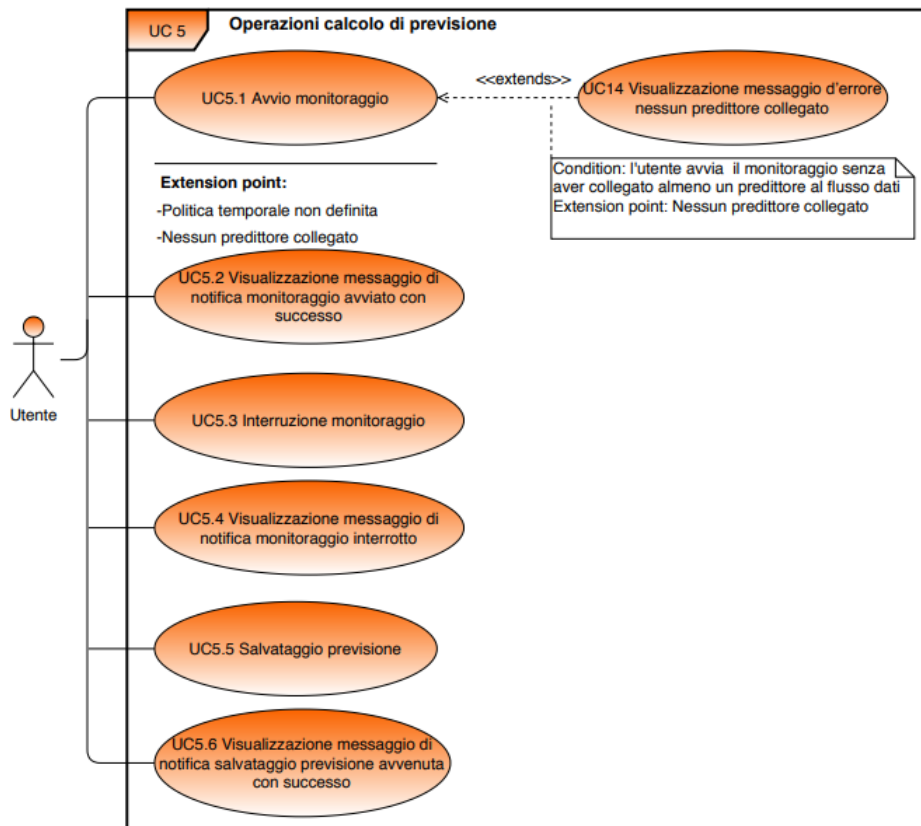 UC 5
Operazioni calcolo di previsione
UC5.1 Avvio monitoraggio
<<extends>>
UC14 Visualizzazione messaggio d'errore
nessun predittore collegato
Condition: l'utente avvia il monitoraggio senza
aver collegato almeno un predittore al flusso dati
Extension point: Nessun predittore collegato
Extension point:
-Politica temporale non definita
-Nessun predittore collegato
UC5.2 Visualizzazione messaggio di
notifica monitoraggio avviato con
successo
Utente
UC5.3 Interruzione monitoraggio
UC5.4 Visualizzazione messaggio di
notifica monitoraggio interrotto
UC5.5 Salvataggio previsione
UC5.6 Visualizzazione messaggio di
notifica salvataggio previsione avvenuta
con successo